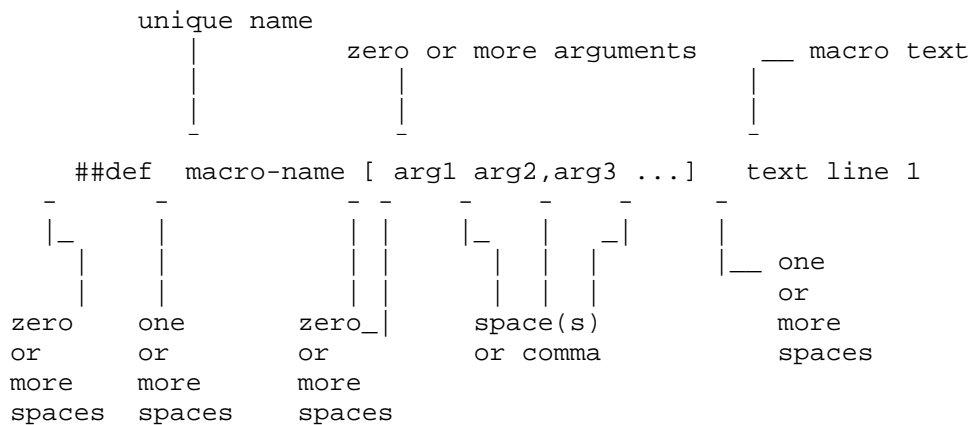 unique name
zero or more arguments __ macro text
##def macro-name [ arg1 arg2,arg3 ...] text line 1
__ one
or
zero one zero_ space(s) more
or or or or comma spaces
more more more
spaces spaces spaces